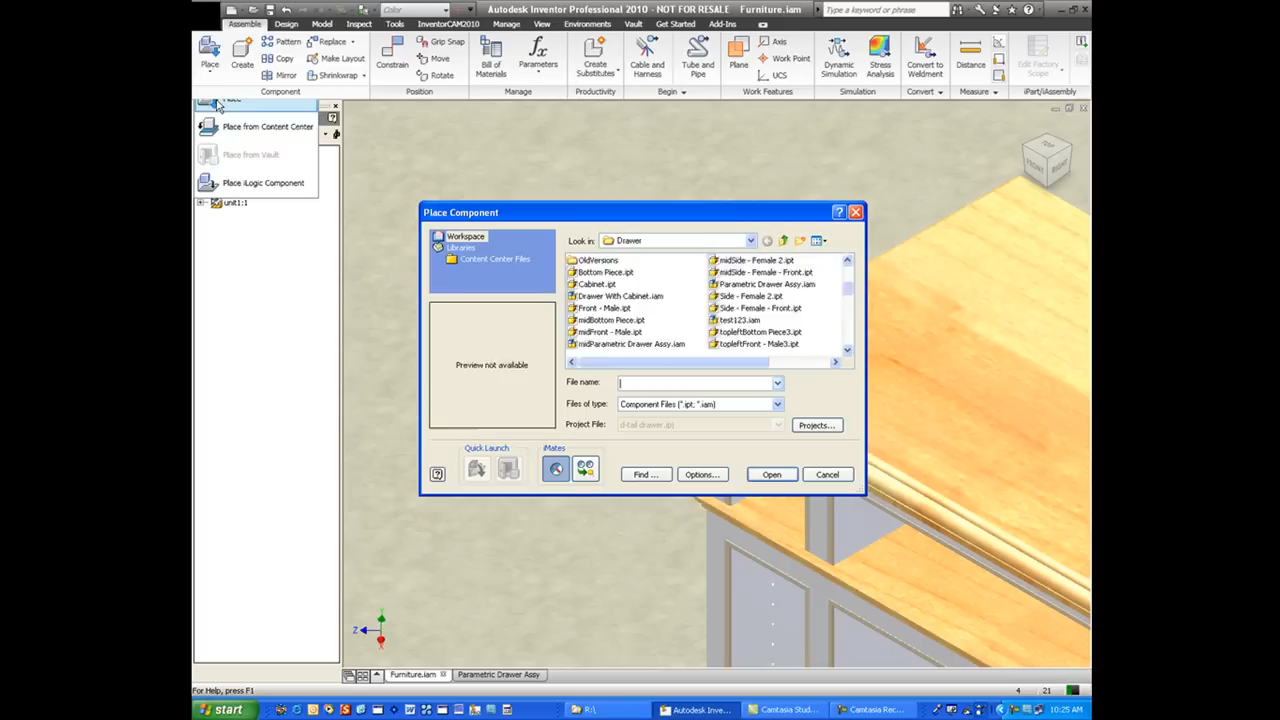 Color
Autodesk Inventor Professional 2010 - NOT FOR RESALE Furniture.iam
Type a keyword or phrase
Assemble Design Model Inspect Tools InventorCAM2010 Manage View Environments Vault Get Started Add-Ins
Place
Create
Pattern
Copy
Mirror
Replace
Make Layout
Shrinkwrap
Component
Constrain
Grip Snap
Move
Rotate
Position
Bill of Materials
Parameters
Manage
Create Substitutes
Productivity
Cable and Harness
Tube and Pipe
Begin
Plane
Axis
Work Point
UCS
Work Features
Dynamic Simulation
Stress Analysis
Simulation
Convert to Weldment
Convert
Distance
Measure
Edit Factory Scope
iPart/iAssembly
Place
Place from Content Center
Place from Vault
Place iLogic Component
unit1:1
TOP
FRONT
RIGHT
Place Component
Workspace
Libraries
Content Center Files
Preview not available
Look in: Drawer
OldVersions
Bottom Piece.ipt
Cabinet.ipt
Drawer With Cabinet.iam
Front - Male.ipt
midBottom Piece.ipt
midFront - Male.ipt
midParametric Drawer Assy.iam
midSide - Female 2.ipt
midSide - Female - Front.ipt
Parametric Drawer Assy.iam
Side - Female 2.ipt
Side - Female - Front.ipt
test123.iam
topleftBottom Piece3.ipt
topleftFront - Male3.ipt
File name:
Files of type: Component Files (*.ipt; *.iam)
Project File: d-tail drawer.ipj
Projects...
Quick Launch
iMates
Find ...
Options...
Open
Cancel
Z
Y
X
Furniture.iam
Parametric Drawer Assy
For Help, press F1
4 21
start
R:\
Autodesk Inve...
Camtasia Stud...
Camtasia Rec...
10:25 AM